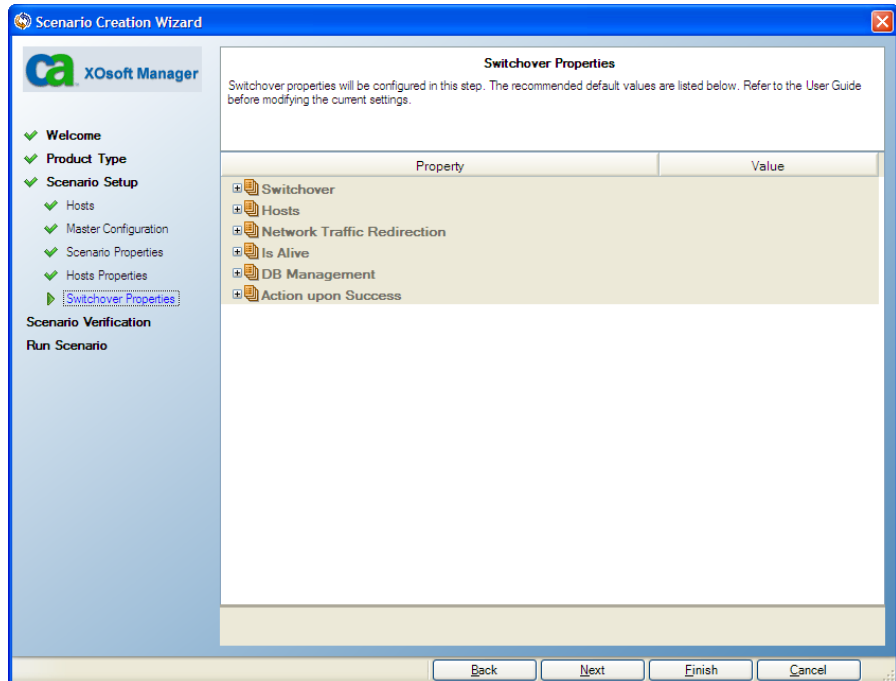 Scenario Creation Wizard
ca XOsoft Manager
Welcome
Product Type
Scenario Setup
Hosts
Master Configuration
Scenario Properties
Hosts Properties
Switchover Properties
Scenario Verification
Run Scenario
Switchover Properties
Switchover properties will be configured in this step. The recommended default values are listed below. Refer to the User Guide
before modifying the current settings.
Property Value
Switchover
Hosts
Network Traffic Redirection
Is Alive
DB Management
Action upon Success
Back Next Finish Cancel